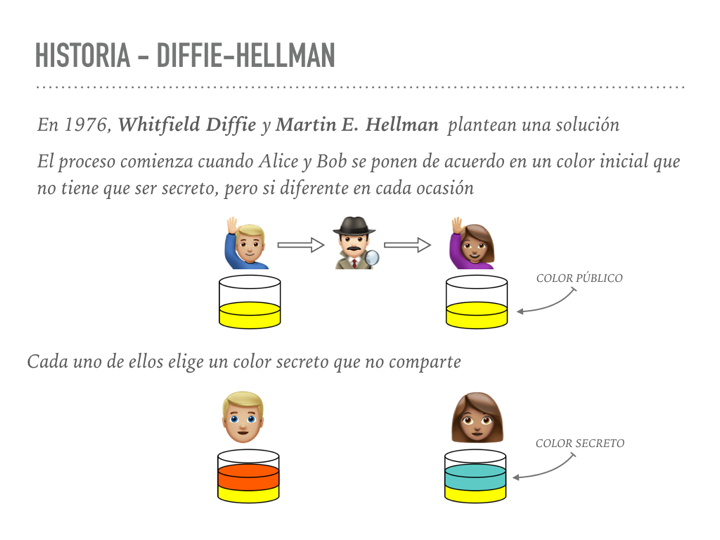 HISTORIA - DIFFIE-HELLMAN
En 1976, Whitfield Diffie y Martin E. Hellman plantean una solución
El proceso comienza cuando Alice y Bob se ponen de acuerdo en un color inicial que
no tiene que ser secreto, pero si diferente en cada ocasión
COLOR PÚBLICO
Cada uno de ellos elige un color secreto que no comparte
COLOR SECRETO